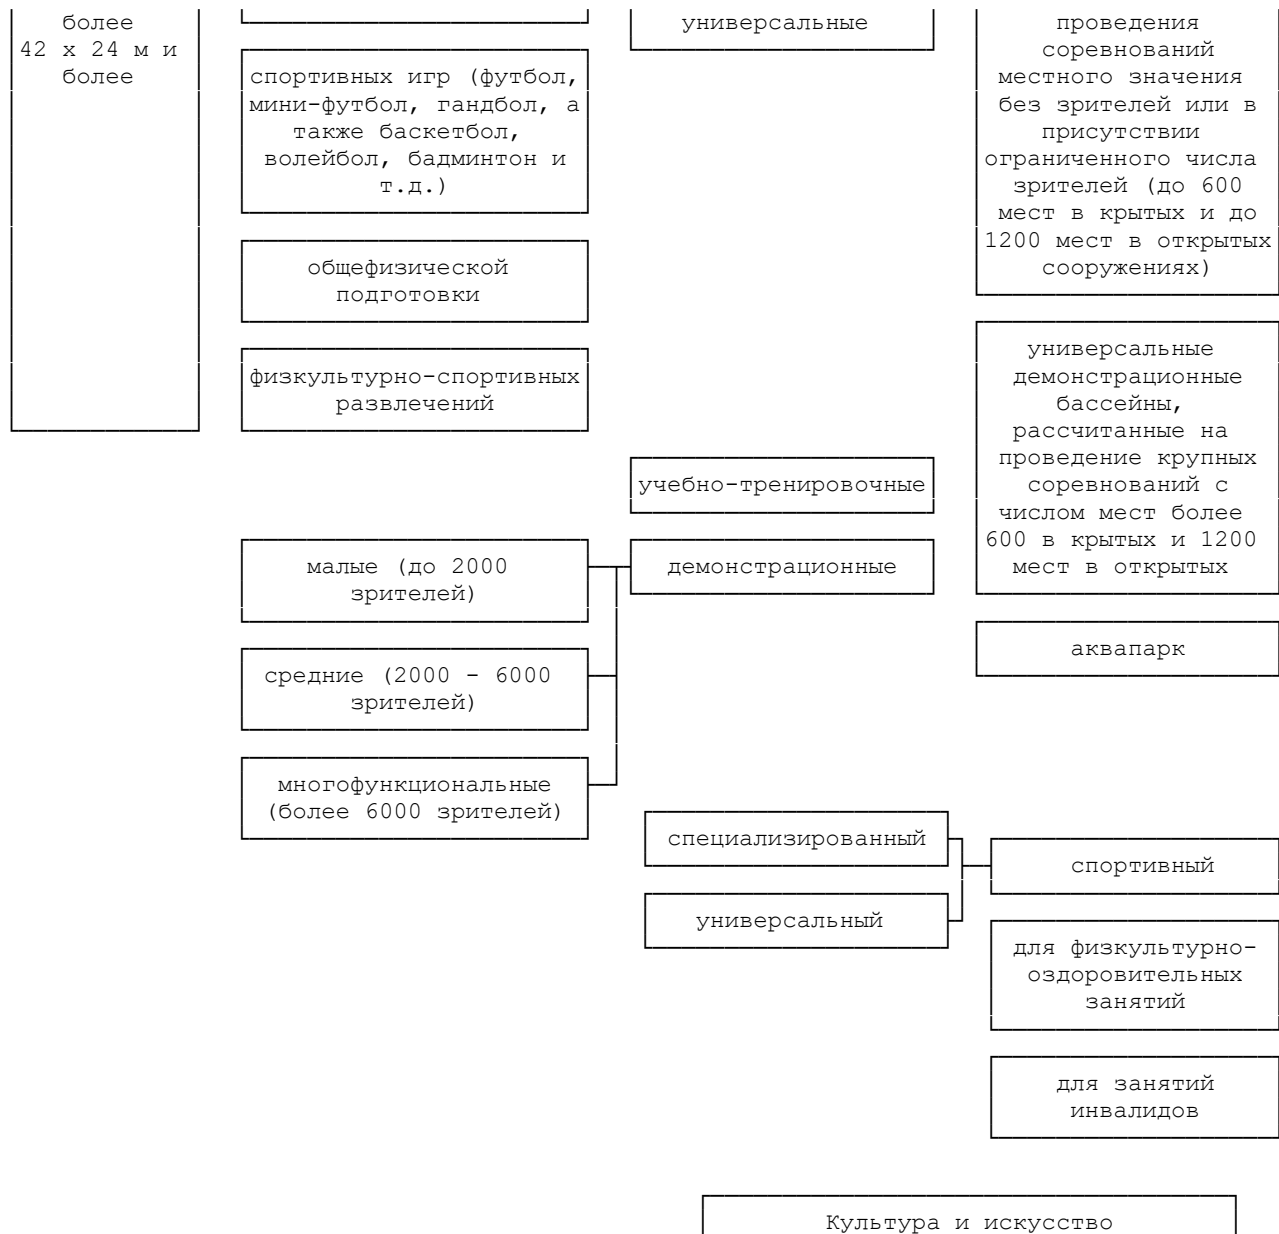 более
42 х 24 м и
более
спортивных игр (футбол,
мини-футбол, гандбол, а
также баскетбол,
волейбол, бадминтон и
т.д.)
общефизической
подготовки
физкультурно-спортивных
развлечений
малые (до 2000
зрителей)
средние (2000 - 6000
зрителей)
многофункциональные
(более 6000 зрителей)
универсальные
учебно-тренировочные
демонстрационные
специализированный
универсальный
проведения
соревнований
местного значения
без зрителей или в
присутствии
ограниченного числа
зрителей (до 600
мест в крытых и до
1200 мест в открытых
сооружениях)
универсальные
демонстрационные
бассейны,
рассчитанные на
проведение крупных
соревнований с
числом мест более
600 в крытых и 1200
мест в открытых
аквапарк
спортивный
для физкультурно-
оздоровительных
занятий
для занятий
инвалидов
Культура и искусство